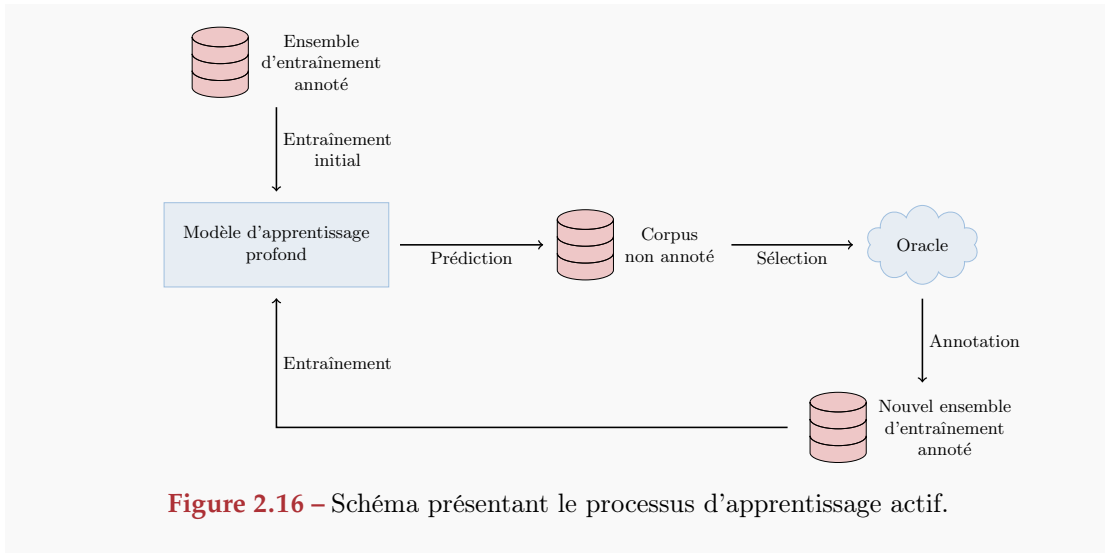 Ensemble
d'entraînement
annoté
Entraînement
initial
Modèle d'apprentissage
profond
Prédiction
Corpus
non annoté
Sélection
Oracle
Annotation
Entraînement
Nouvel ensemble
d'entraînement
annoté
Figure 2.16 – Schéma présentant le processus d'apprentissage actif.